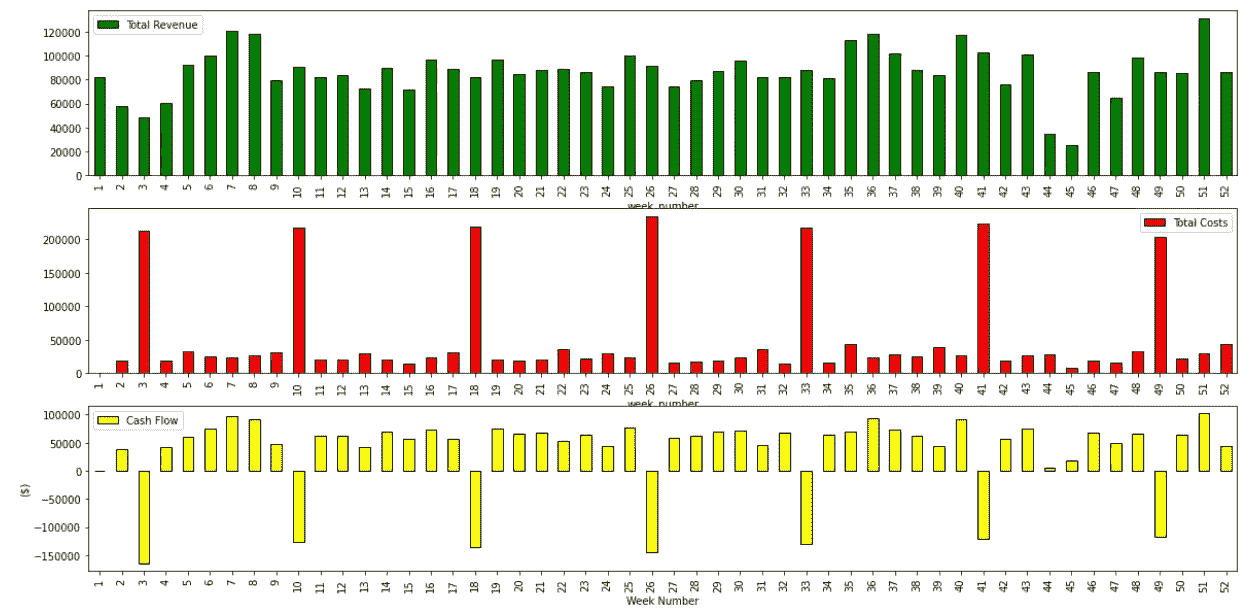 Total Revenue
120000
100000
80000
60000
40000
20000
0
1 2 3 4 5 6 7 8 9 10 11 12 13 14 15 16 17 18 19 20 21 22 23 24 25 26 27 28 29 30 31 32 33 34 35 36 37 38 39 40 41 42 43 44 45 46 47 48 49 50 51 52
week_number
Total Costs
200000
150000
100000
50000
0
1 2 3 4 5 6 7 8 9 10 11 12 13 14 15 16 17 18 19 20 21 22 23 24 25 26 27 28 29 30 31 32 33 34 35 36 37 38 39 40 41 42 43 44 45 46 47 48 49 50 51 52
week_number
Cash Flow
100000
50000
0
−50000
−100000
−150000
($)
1 2 3 4 5 6 7 8 9 10 11 12 13 14 15 16 17 18 19 20 21 22 23 24 25 26 27 28 29 30 31 32 33 34 35 36 37 38 39 40 41 42 43 44 45 46 47 48 49 50 51 52
Week Number